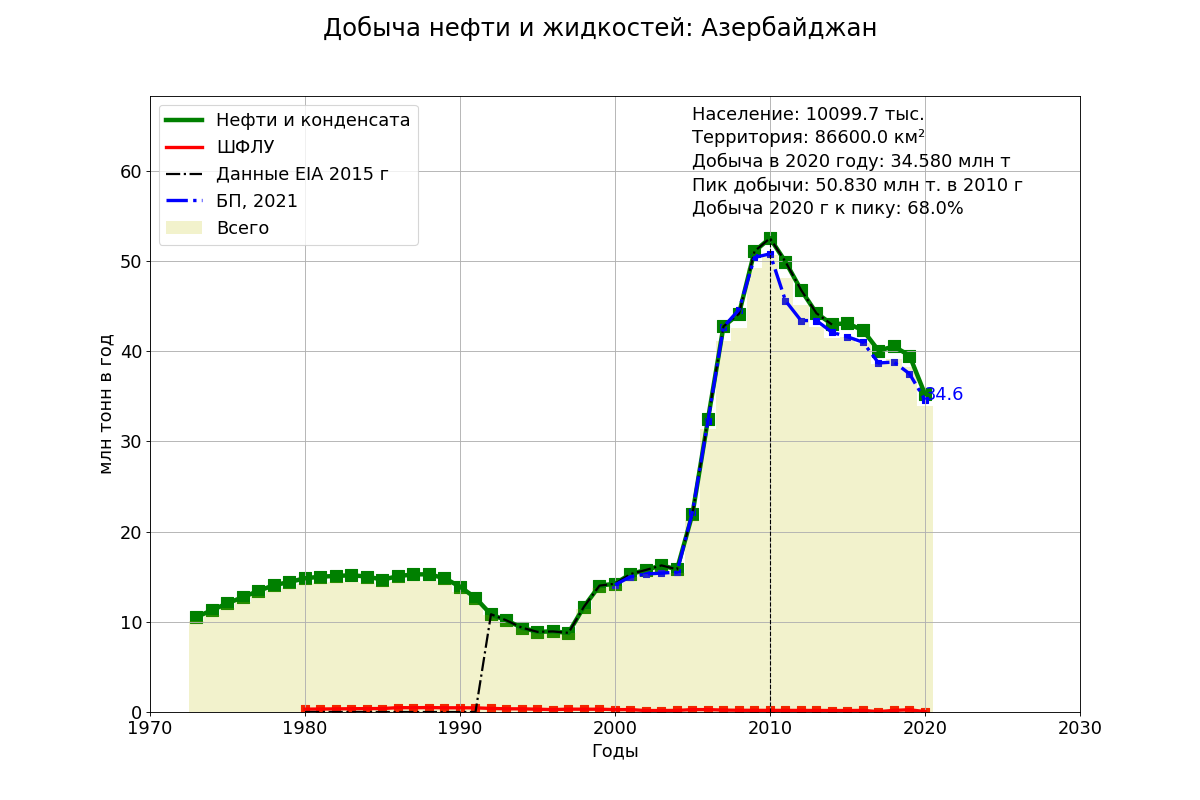 Добыча нефти и жидкостей: Азербайджан
Нефти и конденсата
ШФЛУ
Данные EIA 2015 г
БП, 2021
Всего
Население: 10099.7 тыс.
Территория: 86600.0 км²
Добыча в 2020 году: 34.580 млн т
Пик добычи: 50.830 млн т. в 2010 г
Добыча 2020 г к пику: 68.0%
34.6
млн тонн в год
60
50
40
30
20
10
0
1970 1980 1990 2000 2010 2020 2030
Годы